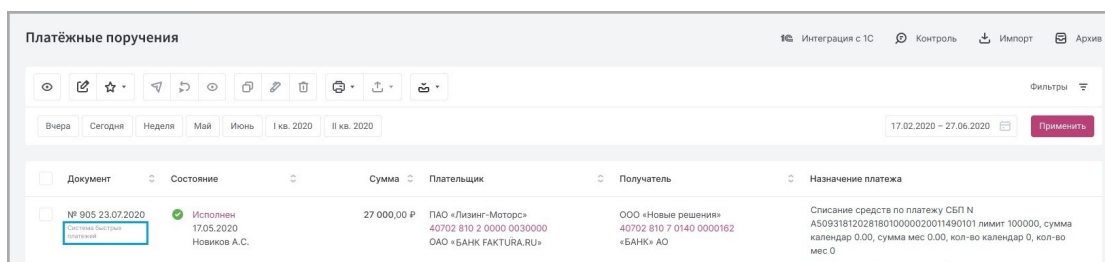 Платёжные поручения
1С Интеграция с 1С Контроль Импорт Архив
Фильтры
Вчера Сегодня Неделя Май Июнь I кв. 2020 II кв. 2020 17.02.2020 – 27.06.2020 Применить
Документ Состояние Сумма Плательщик Получатель Назначение платежа
№ 905 23.07.2020
Система быстрых
платежей
Исполнен
17.05.2020
Новиков А.С.
27 000,00 ₽
ПАО «Лизинг-Моторс»
40702 810 2 0000 0030000
ОАО «БАНК FAKTURA.RU»
ООО «Новые решения»
40702 810 7 0140 0000162
«БАНК» АО
Списание средств по платежу СБП N
A50931812028180100000020011490101 лимит 100000, сумма
календар 0.00, сумма мес 0.00, кол-во календар 0, кол-во
мес 0